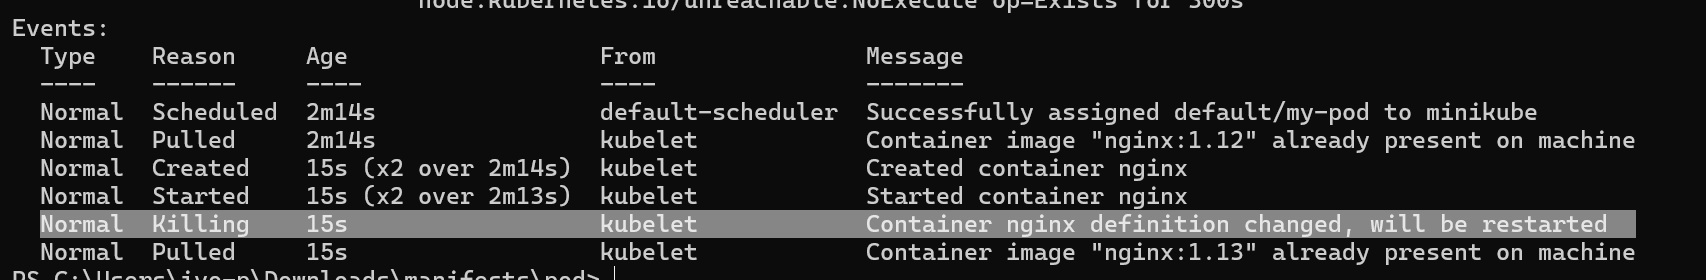 node.kubernetes.io/unreachable:NoExecute op=Exists for 300s
Events:
Type Reason Age From Message
---- ------ ---- ---- -------
Normal Scheduled 2m14s default-scheduler Successfully assigned default/my-pod to minikube
Normal Pulled 2m14s kubelet Container image "nginx:1.12" already present on machine
Normal Created 15s (x2 over 2m14s) kubelet Created container nginx
Normal Started 15s (x2 over 2m13s) kubelet Started container nginx
Normal Killing 15s kubelet Container nginx definition changed, will be restarted
Normal Pulled 15s kubelet Container image "nginx:1.13" already present on machine
PS C:\Users\ivo-p\Downloads\manifests\pod>